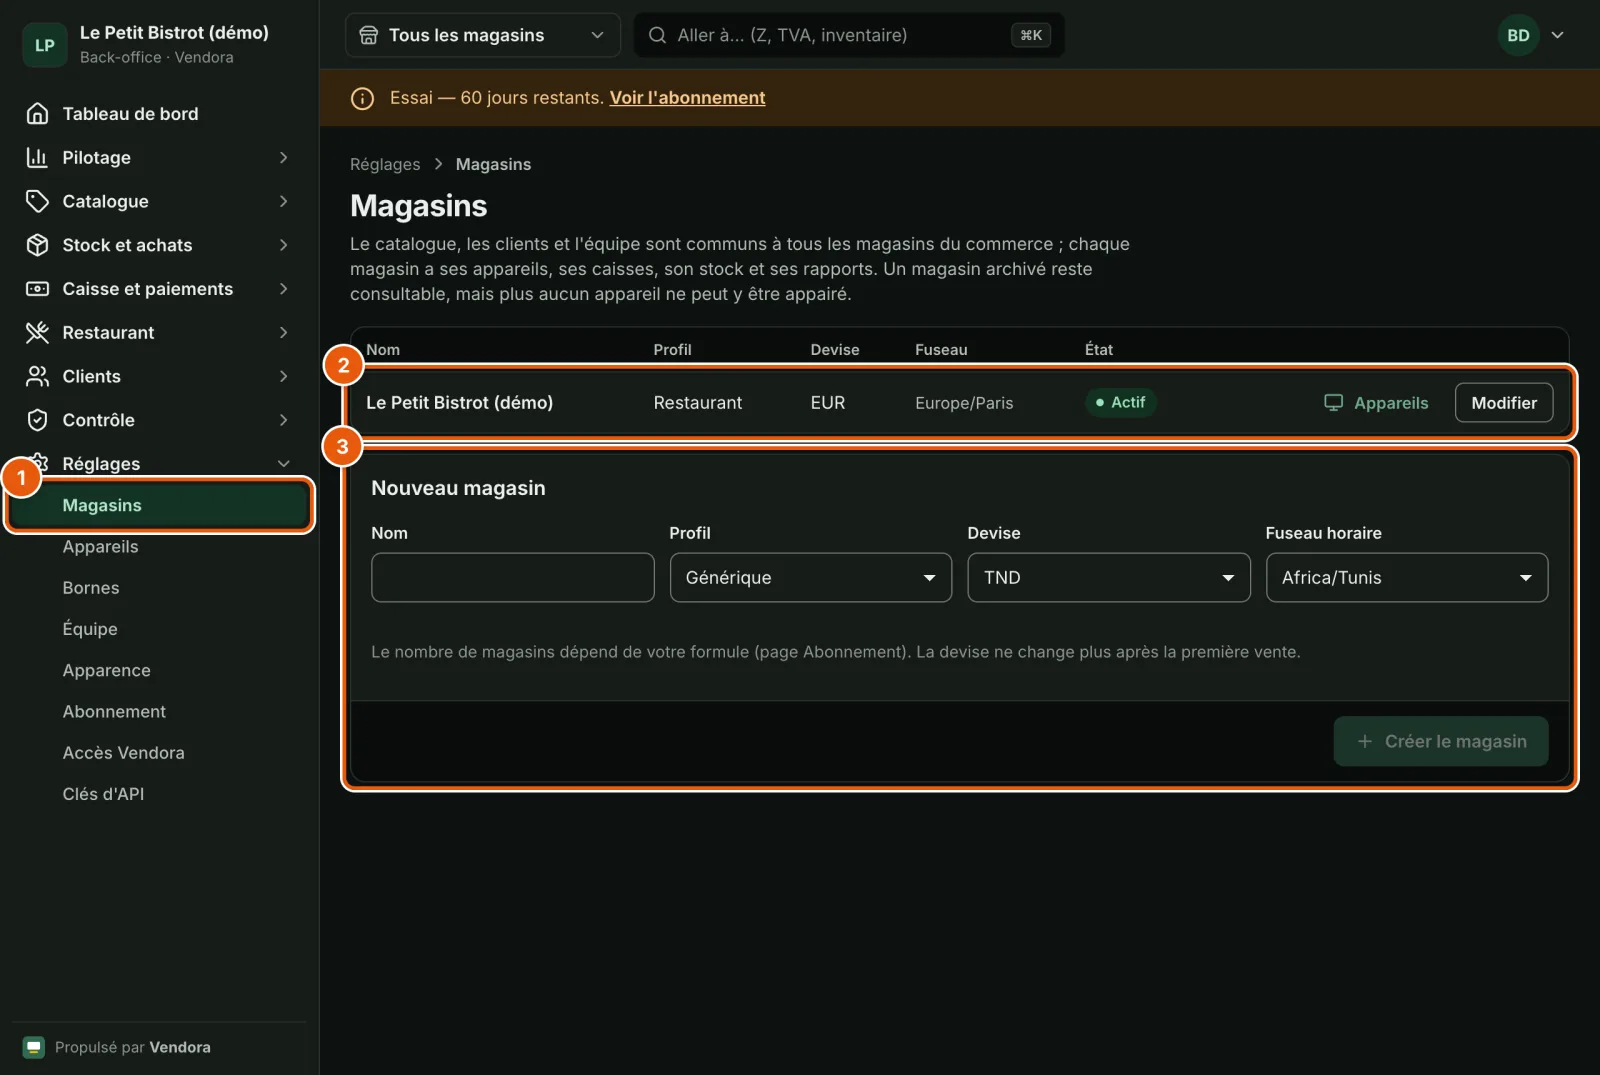 LP
Le Petit Bistrot (démo)
Back-office · Vendora
Tous les magasins
Aller à... (Z, TVA, inventaire)
⌘K
BD
Essai — 60 jours restants. Voir l'abonnement
Tableau de bord
Pilotage
Catalogue
Stock et achats
Caisse et paiements
Restaurant
Clients
Contrôle
Réglages
1
Magasins
Appareils
Bornes
Équipe
Apparence
Abonnement
Accès Vendora
Clés d'API
Propulsé par Vendora
Réglages > Magasins
Magasins
Le catalogue, les clients et l'équipe sont communs à tous les magasins du commerce ; chaque
magasin a ses appareils, ses caisses, son stock et ses rapports. Un magasin archivé reste
consultable, mais plus aucun appareil ne peut y être appairé.
Nom Profil Devise Fuseau État
2
Le Petit Bistrot (démo) Restaurant EUR Europe/Paris Actif Appareils Modifier
3
Nouveau magasin
Nom Profil Devise Fuseau horaire
Générique TND Africa/Tunis
Le nombre de magasins dépend de votre formule (page Abonnement). La devise ne change plus après la première vente.
+ Créer le magasin